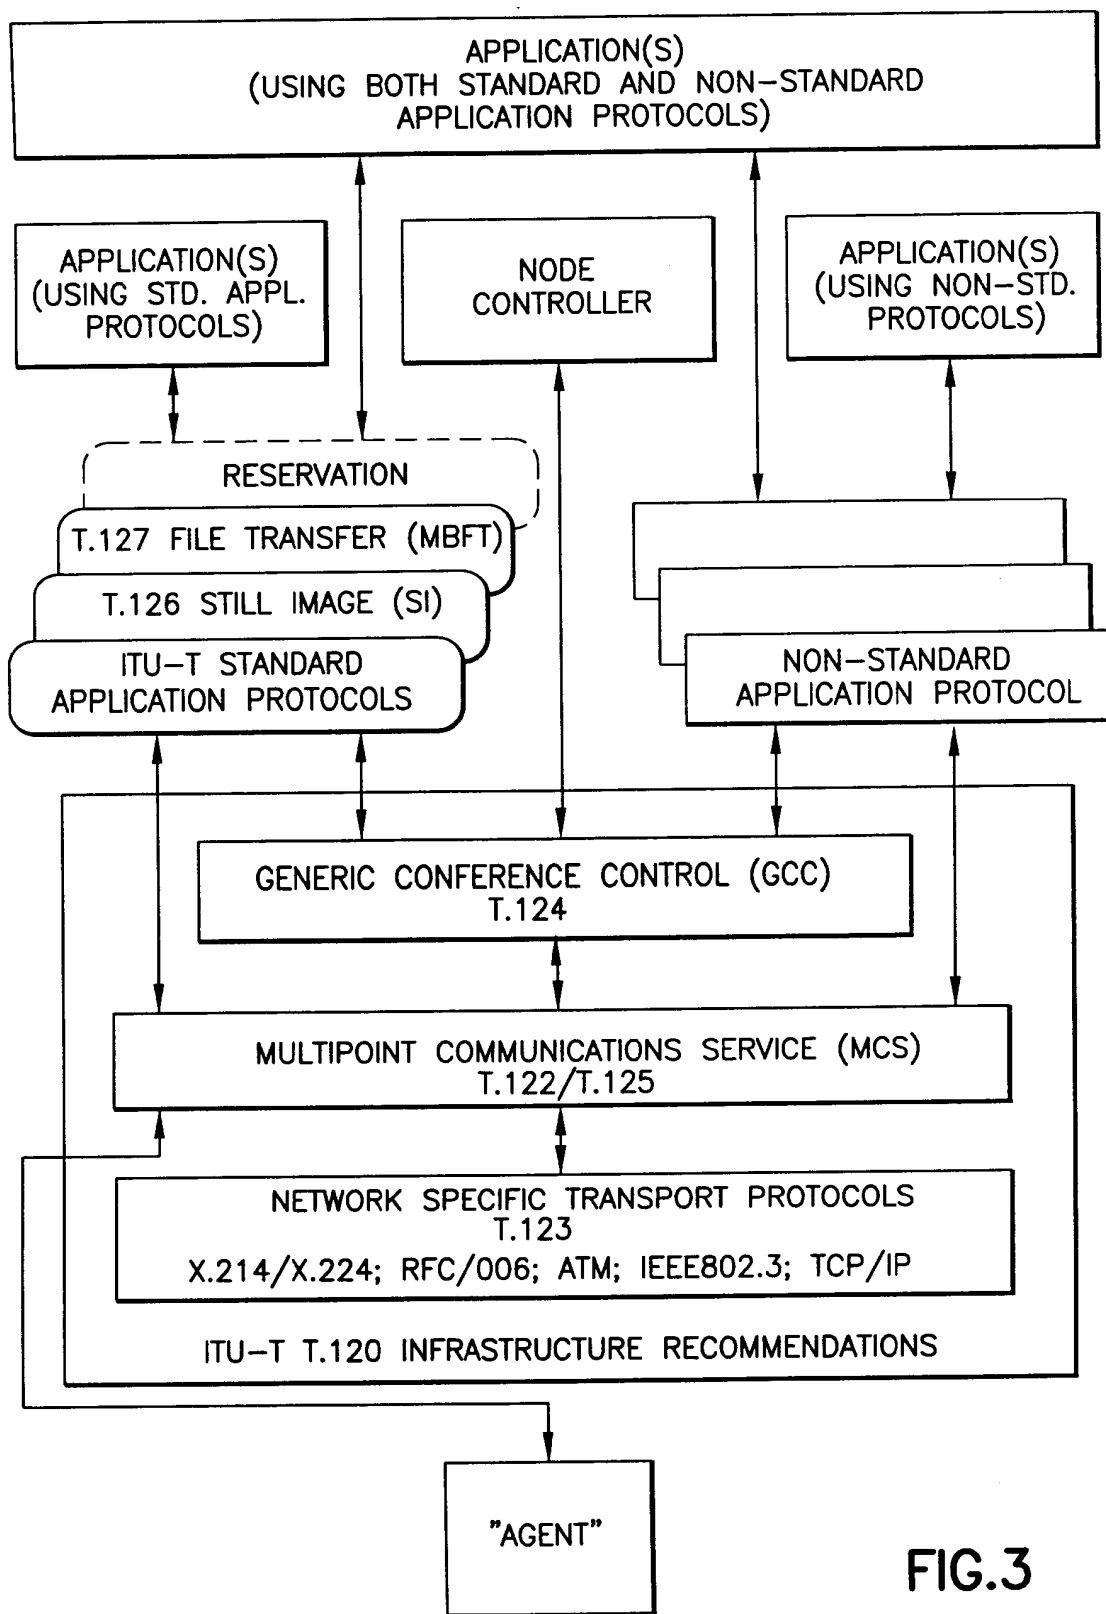 APPLICATION(S)
(USING BOTH STANDARD AND NON-STANDARD
APPLICATION PROTOCOLS)
APPLICATION(S)
(USING STD. APPL.
PROTOCOLS)
NODE
CONTROLLER
APPLICATION(S)
(USING NON-STD.
PROTOCOLS)
RESERVATION
T.127 FILE TRANSFER (MBFT)
T.126 STILL IMAGE (SI)
ITU-T STANDARD
APPLICATION PROTOCOLS
NON-STANDARD
APPLICATION PROTOCOL
GENERIC CONFERENCE CONTROL (GCC)
T.124
MULTIPOINT COMMUNICATIONS SERVICE (MCS)
T.122/T.125
NETWORK SPECIFIC TRANSPORT PROTOCOLS
T.123
X.214/X.224; RFC/006; ATM; IEEE802.3; TCP/IP
ITU-T T.120 INFRASTRUCTURE RECOMMENDATIONS
"AGENT"
FIG.3